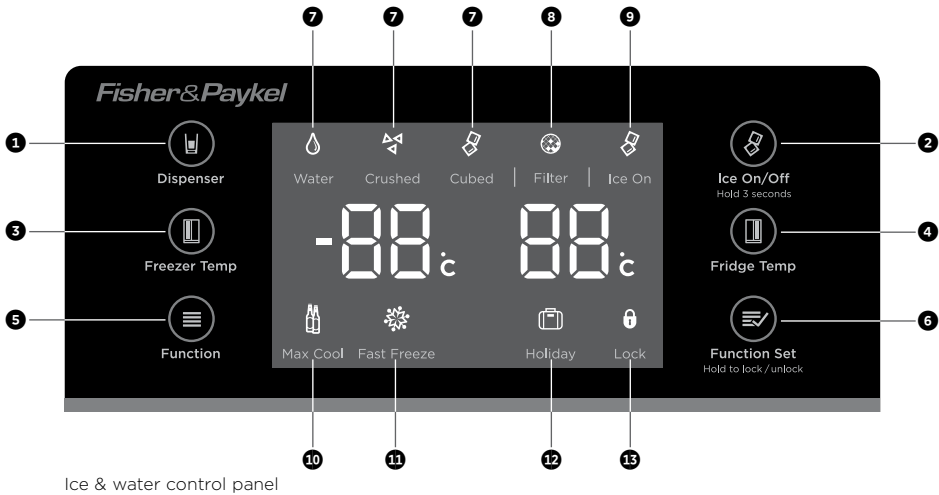 7 7 7 8 9
Fisher&Paykel
1 2
Dispenser Water Crushed Cubed Filter Ice On Ice On/Off
Hold 3 seconds
3 -88°c 88°c 4
Freezer Temp Fridge Temp
5 6
Function Max Cool Fast Freeze Holiday Lock Function Set
Hold to lock / unlock
10 11 12 13
Ice & water control panel